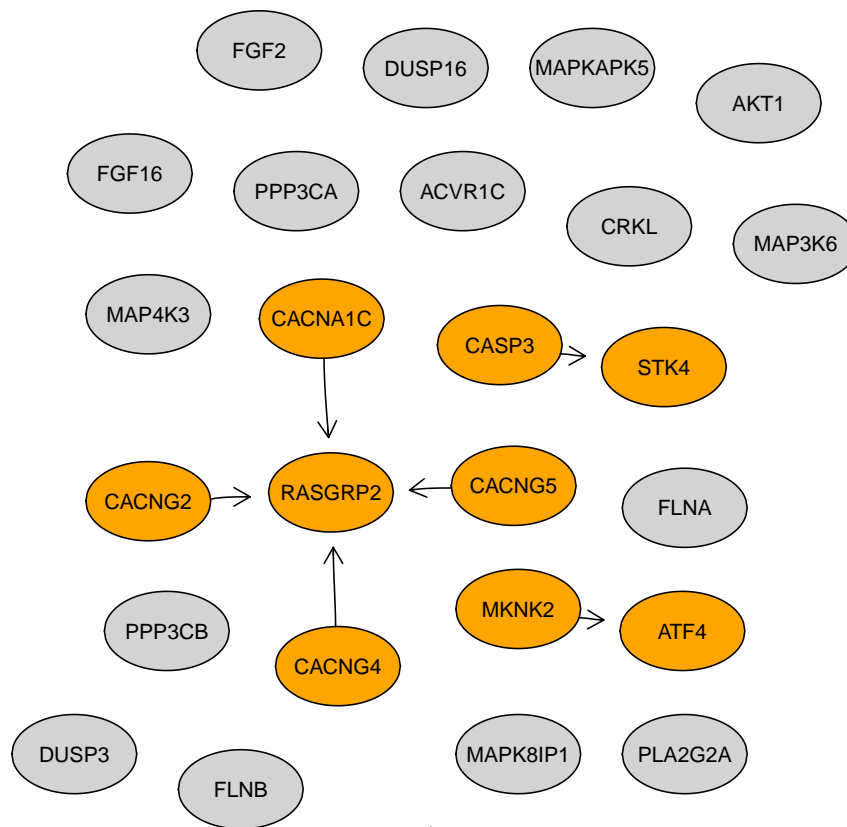 FGF2
DUSP16
MAPKAPK5
AKT1
FGF16
PPP3CA
ACVR1C
CRKL
MAP3K6
MAP4K3
CACNA1C
CASP3
STK4
CACNG2
RASGRP2
CACNG5
FLNA
PPP3CB
CACNG4
MKNK2
ATF4
DUSP3
FLNB
MAPK8IP1
PLA2G2A